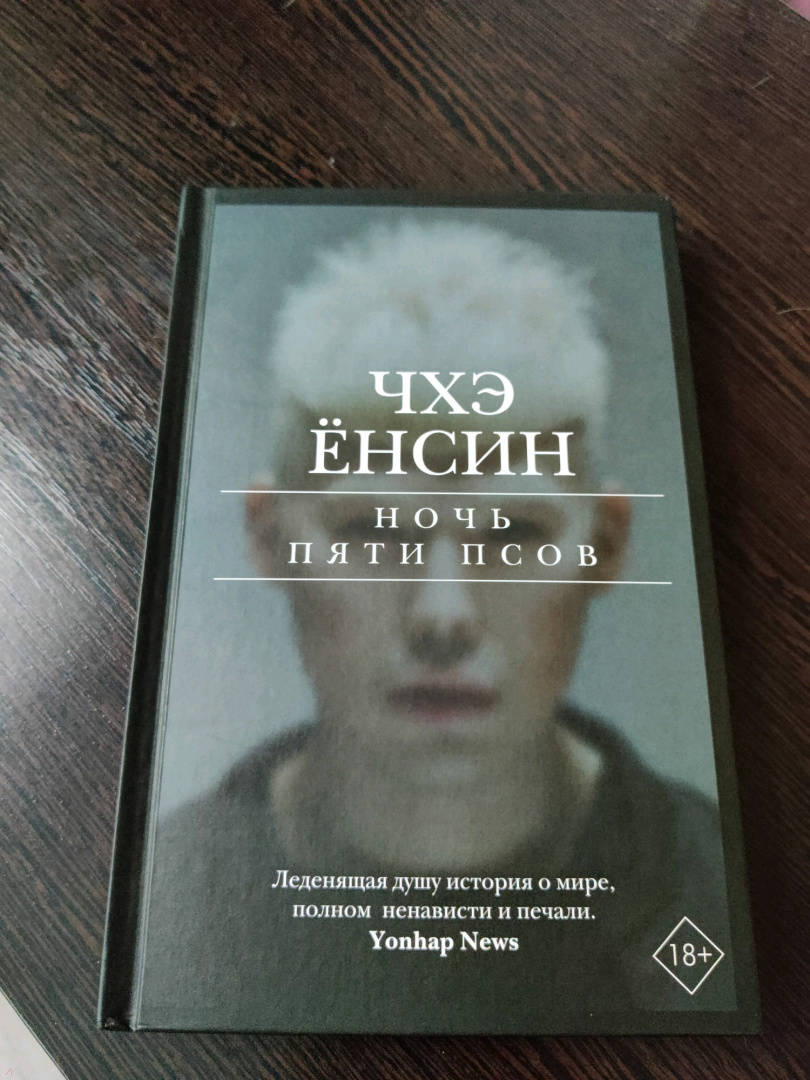 ЧХЭ
ЁНСИН
НОЧЬ
ПЯТИ ПСОВ
Леденящая душу история о мире,
полном ненависти и печали.
Yonhap News
18+